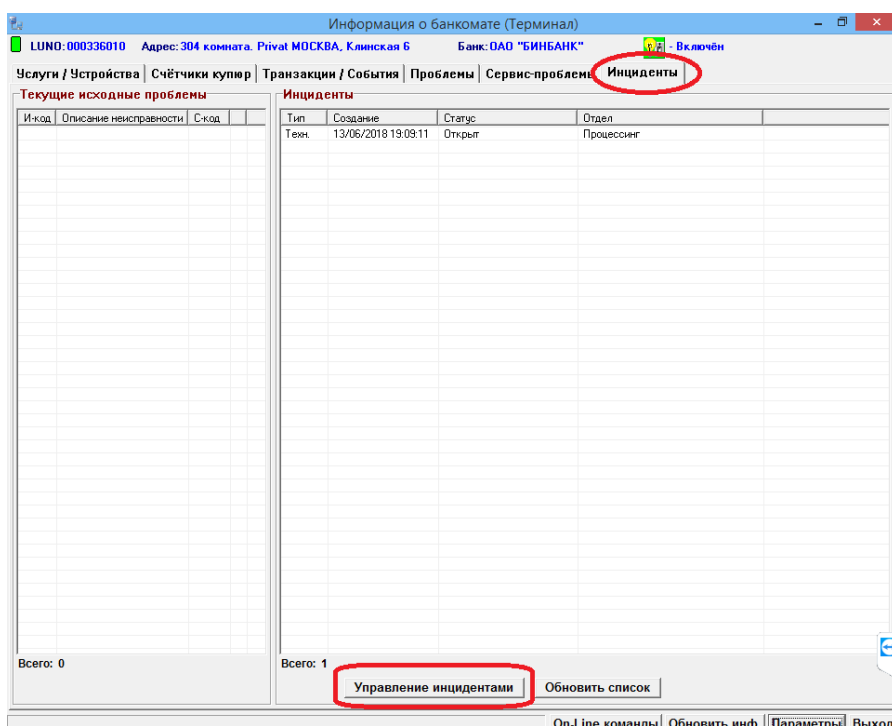 Информация о банкомате (Терминал)
LUNO: 000336010 Адрес: 304 комната. Privat МОСКВА, Клинская 6 Банк: ОАО "БИНБАНК" - Включён
Услуги / Устройства Счётчики купюр Транзакции / События Проблемы Сервис-проблемы Инциденты
Текущие исходные проблемы Инциденты
И-код Описание неисправности С-код Тип Создание Статус Отдел
Техн. 13/06/2018 19:09:11 Открыт Процессинг
Всего: 0 Всего: 1
Управление инцидентами Обновить список
On-Line команды Обновить инф. Параметры Выход